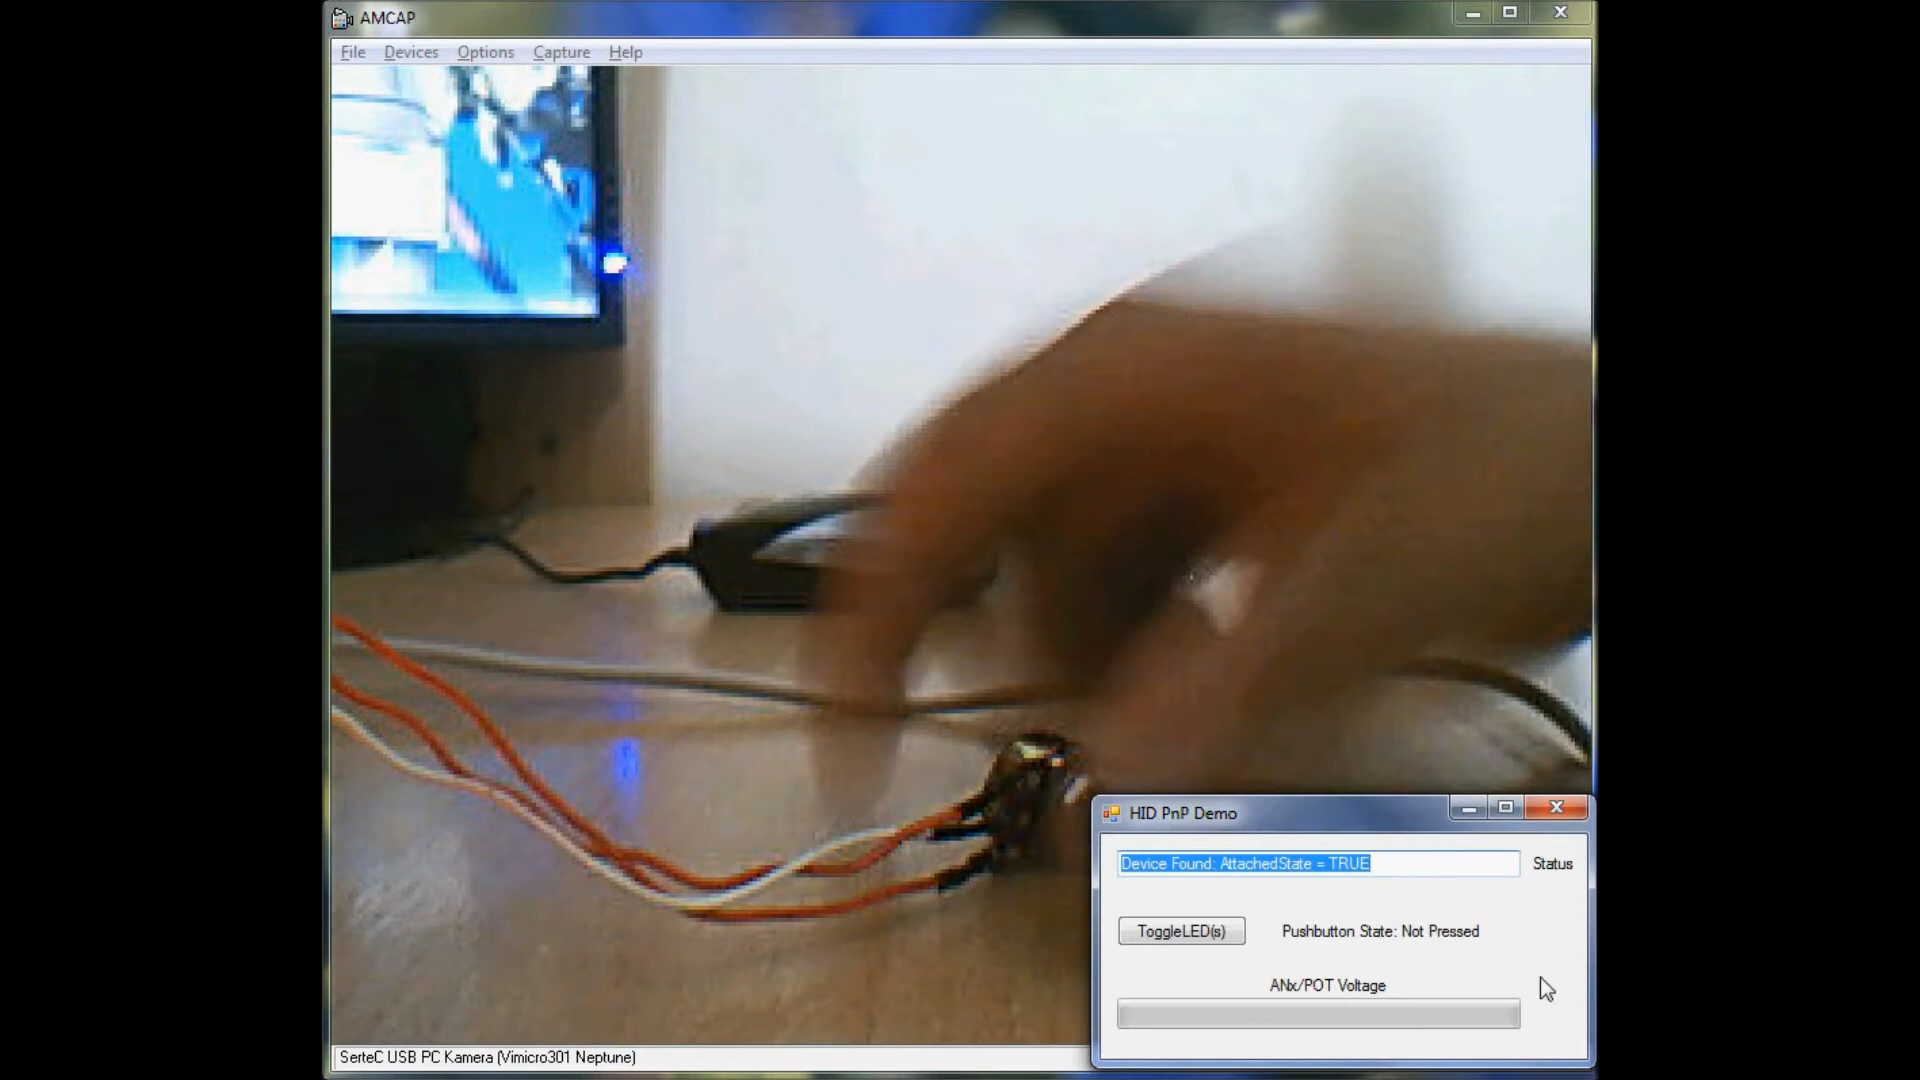 AMCAP
File Devices Options Capture Help
HID PnP Demo
Device Found: AttachedState = TRUE
Status
ToggleLED(s)
Pushbutton State: Not Pressed
ANx/POT Voltage
SerteC USB PC Kamera (Vimicro301 Neptune)